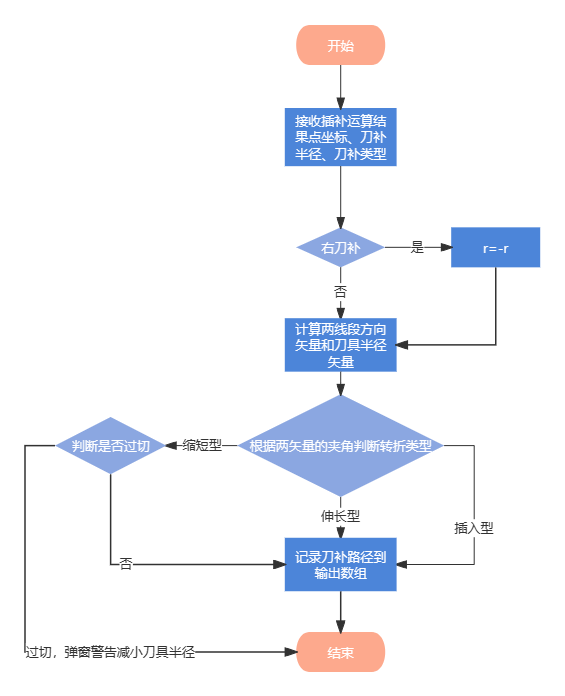 开始
接收插补运算结
果点坐标、刀补
半径、刀补类型
右刀补
是
r=-r
否
计算两线段方向
矢量和刀具半径
矢量
判断是否过切
缩短型
根据两矢量的夹角判断转折类型
伸长型
插入型
否
记录刀补路径到
输出数组
过切，弹窗警告减小刀具半径
结束